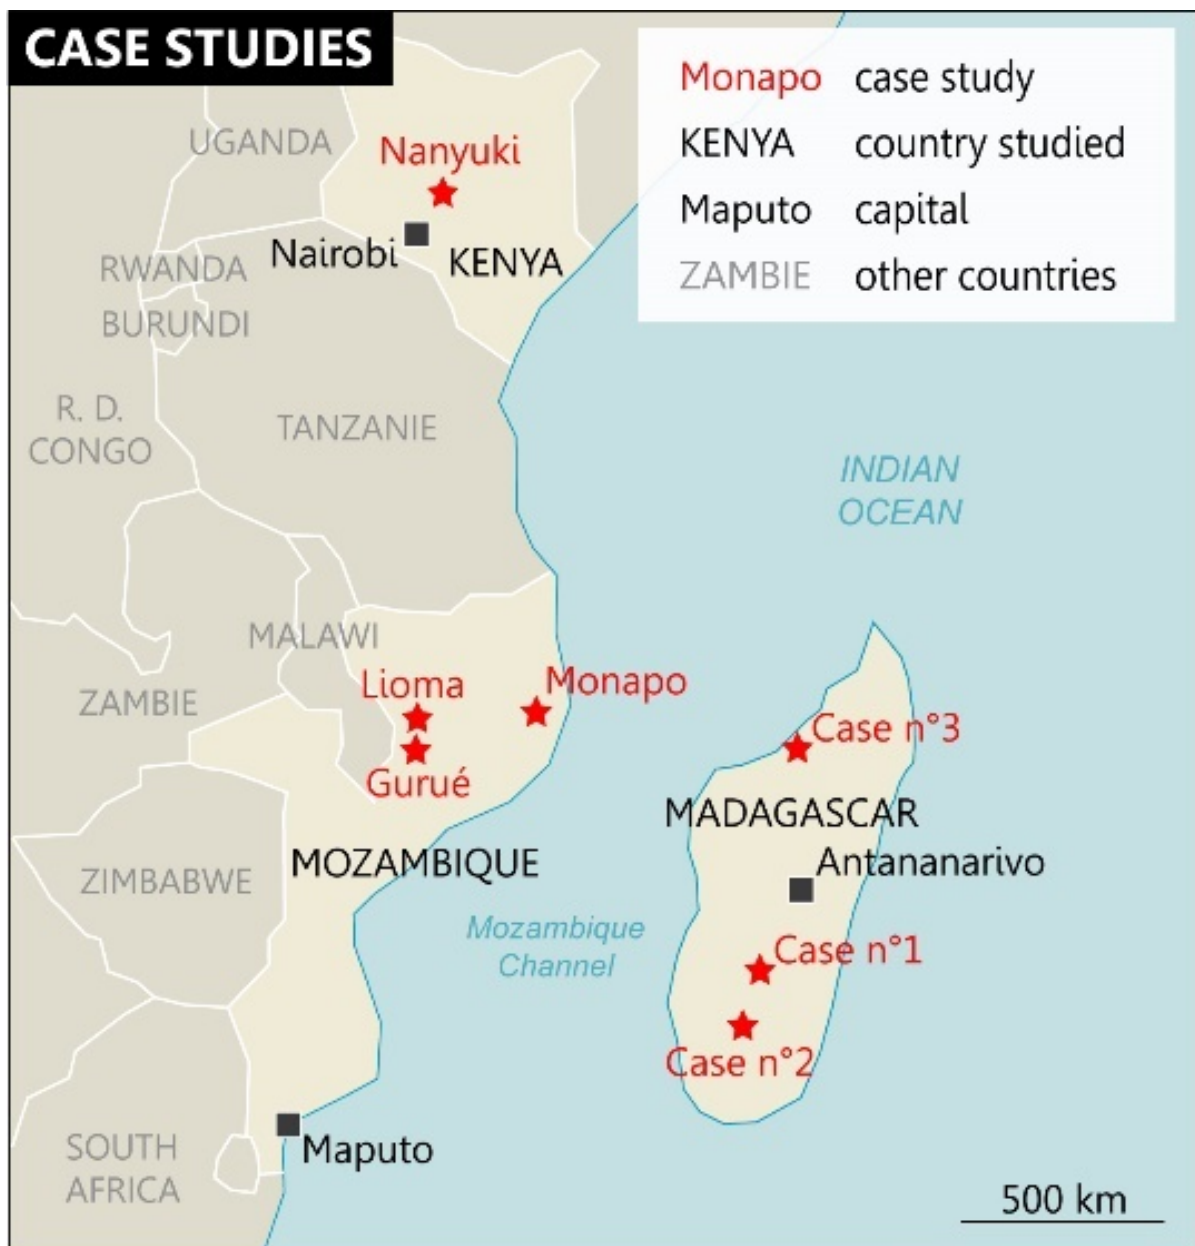 CASE STUDIES
Monapo case study
KENYA country studied
Maputo capital
ZAMBIE other countries
UGANDA
Nanyuki
Nairobi
KENYA
RWANDA
BURUNDI
R. D.
CONGO
TANZANIE
INDIAN
OCEAN
MALAWI
ZAMBIE
Lioma
Monapo
Gurué
Case n°3
MADAGASCAR
Antananarivo
ZIMBABWE
MOZAMBIQUE
Mozambique
Channel
Case n°1
Case n°2
Maputo
SOUTH
AFRICA
500 km